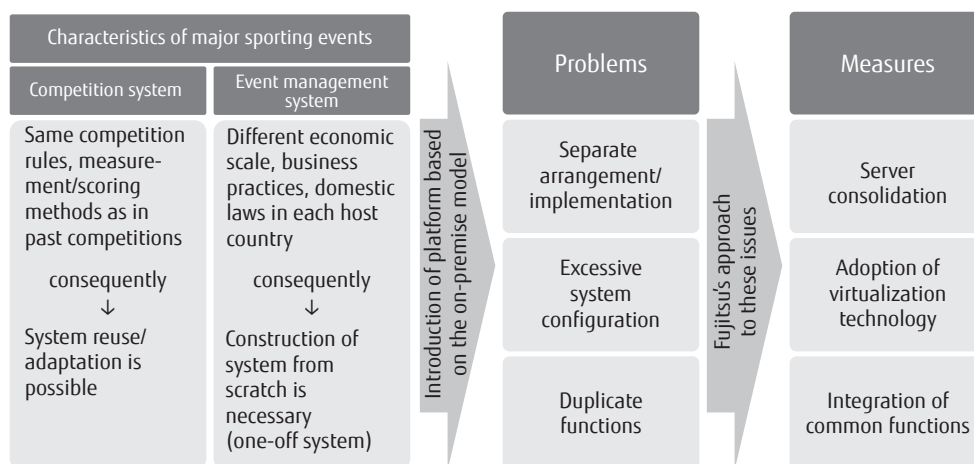 Characteristics of major sporting events
Competition system
Same competition
rules, measure-
ment/scoring
methods as in
past competitions
consequently
↓
System reuse/
adaptation is
possible
Event management
system
Different economic
scale, business
practices, domestic
laws in each host
country
consequently
↓
Construction of
system from
scratch is
necessary
(one-off system)
Introduction of platform based
on the on-premise model
Problems
Separate
arrangement/
implementation
Excessive
system
configuration
Duplicate
functions
Fujitsu’s approach
to these issues
Measures
Server
consolidation
Adoption of
virtualization
technology
Integration of
common functions